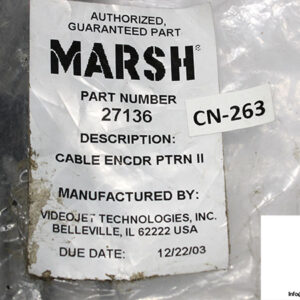 AUTHORIZED,
GUARANTEED PART
MARSH®
PART NUMBER
27136
CN-263
DESCRIPTION:
CABLE ENCDR PTRN II
MANUFACTURED BY:
VIDEOJET TECHNOLOGIES, INC.
BELLEVILLE, IL 62222 USA
DUE DATE: 12/22/03